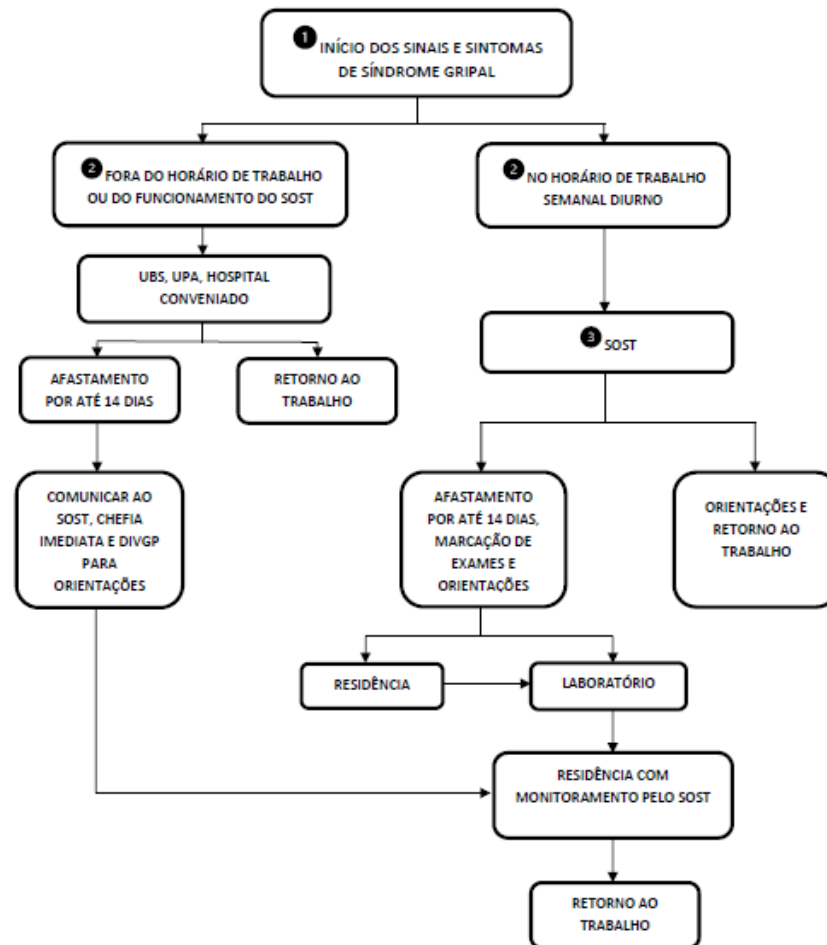 1 INÍCIO DOS SINAIS E SINTOMAS
DE SÍNDROME GRIPAL
2 FORA DO HORÁRIO DE TRABALHO
OU DO FUNCIONAMENTO DO SOST
2 NO HORÁRIO DE TRABALHO
SEMANAL DIURNO
UBS, UPA, HOSPITAL
CONVENIADO
3 SOST
AFASTAMENTO
POR ATÉ 14 DIAS
RETORNO AO
TRABALHO
COMUNICAR AO
SOST, CHEFIA
IMEDIATA E DIVGP
PARA
ORIENTAÇÕES
AFASTAMENTO
POR ATÉ 14 DIAS,
MARCAÇÃO DE
EXAMES E
ORIENTAÇÕES
ORIENTAÇÕES E
RETORNO AO
TRABALHO
RESIDÊNCIA
LABORATÓRIO
RESIDÊNCIA COM
MONITORAMENTO PELO SOST
RETORNO AO
TRABALHO